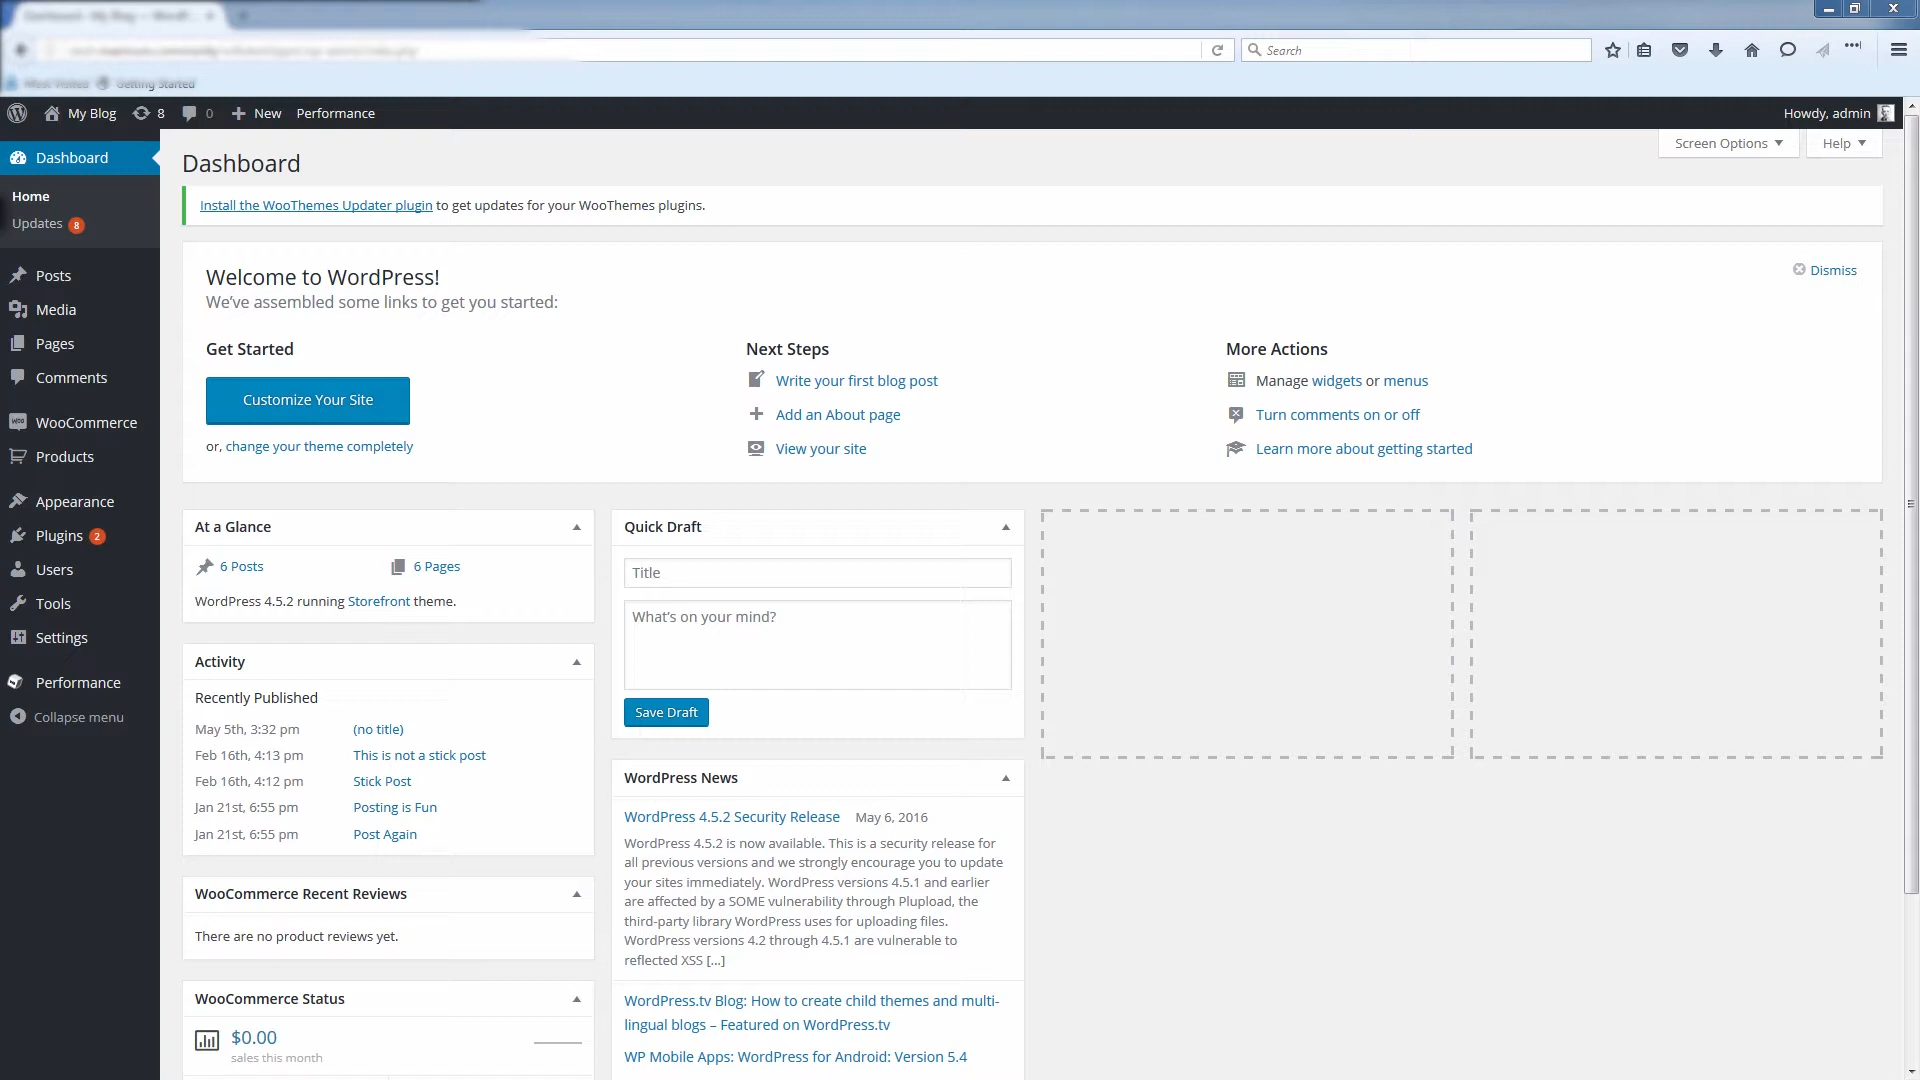 Getting Started
Search
My Blog
8
0
New
Performance
Howdy, admin
Dashboard
Home
Updates 8
Posts
Media
Pages
Comments
WooCommerce
Products
Appearance
Plugins 2
Users
Tools
Settings
Performance
Collapse menu
Dashboard
Screen Options
Help
Install the WooThemes Updater plugin to get updates for your WooThemes plugins.
Welcome to WordPress!
We've assembled some links to get you started:
Dismiss
Get Started
Customize Your Site
or, change your theme completely
Next Steps
Write your first blog post
Add an About page
View your site
More Actions
Manage widgets or menus
Turn comments on or off
Learn more about getting started
At a Glance
6 Posts
6 Pages
WordPress 4.5.2 running Storefront theme.
Activity
Recently Published
May 5th, 3:32 pm (no title)
Feb 16th, 4:13 pm This is not a stick post
Feb 16th, 4:12 pm Stick Post
Jan 21st, 6:55 pm Posting is Fun
Jan 21st, 6:55 pm Post Again
WooCommerce Recent Reviews
There are no product reviews yet.
WooCommerce Status
$0.00
sales this month
Quick Draft
Title
What's on your mind?
Save Draft
WordPress News
WordPress 4.5.2 Security Release May 6, 2016
WordPress 4.5.2 is now available. This is a security release for
all previous versions and we strongly encourage you to update
your sites immediately. WordPress versions 4.5.1 and earlier
are affected by a SOME vulnerability through Plupload, the
third-party library WordPress uses for uploading files.
WordPress versions 4.2 through 4.5.1 are vulnerable to
reflected XSS [...]
WordPress.tv Blog: How to create child themes and multi-
lingual blogs – Featured on WordPress.tv
WP Mobile Apps: WordPress for Android: Version 5.4